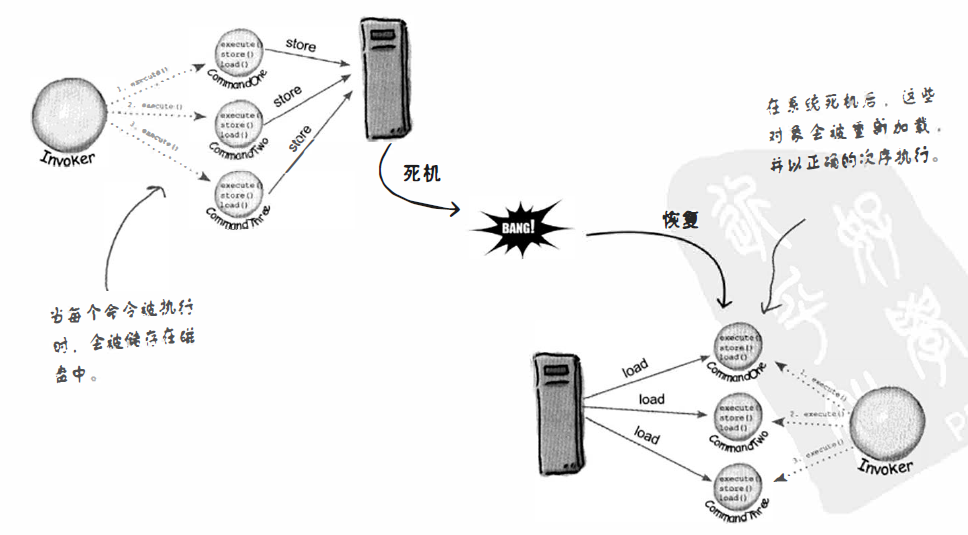 execute()
store()
load()
CommandOne
store
1. execute()
execute()
store()
load()
CommandTwo
store
2. execute()
Invoker
3. execute()
execute()
store()
load()
CommandThree
store
死机
BANG!
恢复
在系统死机后，这些
对象会被重新加载，
并以正确的次序执行。
当每个命令被执行
时，会被储存在磁
盘中。
load
execute()
store()
load()
CommandOne
1. execute()
load
execute()
store()
load()
CommandTwo
2. execute()
Invoker
load
3. execute()
execute()
store()
load()
CommandThree